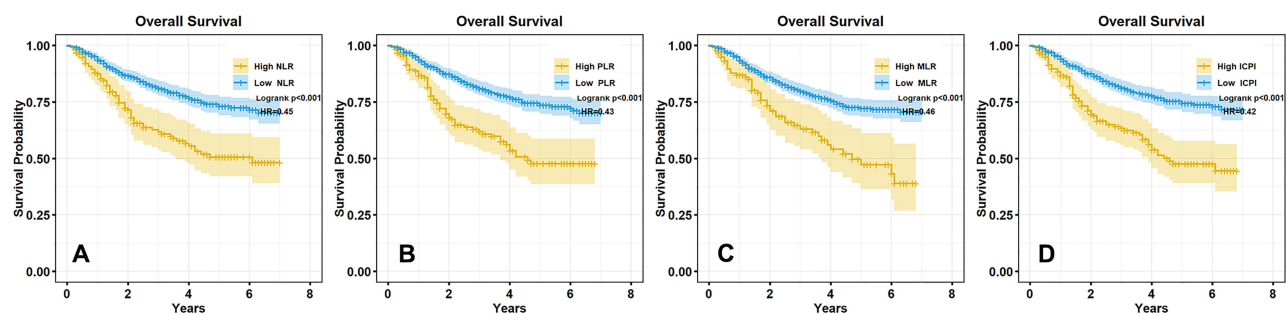 Overall Survival
1.00
0.75
0.50
0.25
0.00
Survival Probability
High NLR
Low NLR
Logrank p<0.001
HR=0.45
A
0 2 4 6 8
Years
Overall Survival
1.00
0.75
0.50
0.25
0.00
Survival Probability
High PLR
Low PLR
Logrank p<0.001
HR=0.43
B
0 2 4 6 8
Years
Overall Survival
1.00
0.75
0.50
0.25
0.00
Survival Probability
High MLR
Low MLR
Logrank p<0.001
HR=0.46
C
0 2 4 6 8
Years
Overall Survival
1.00
0.75
0.50
0.25
0.00
Survival Probability
High ICPI
Low ICPI
Logrank p<0.001
HR=0.42
D
0 2 4 6 8
Years